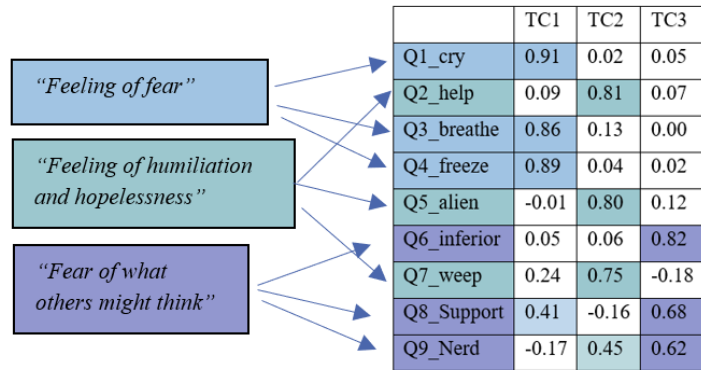 “Feeling of fear”
“Feeling of humiliation
and hopelessness”
“Fear of what
others might think”
TC1 TC2 TC3
Q1_cry 0.91 0.02 0.05
Q2_help 0.09 0.81 0.07
Q3_breathe 0.86 0.13 0.00
Q4_freeze 0.89 0.04 0.02
Q5_alien -0.01 0.80 0.12
Q6_inferior 0.05 0.06 0.82
Q7_weep 0.24 0.75 -0.18
Q8_Support 0.41 -0.16 0.68
Q9_Nerd -0.17 0.45 0.62